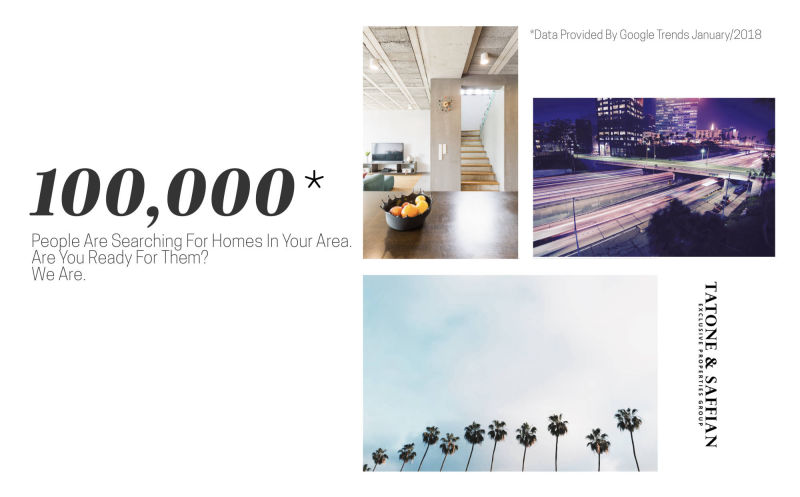 *Data Provided By Google Trends January/2018
100,000*
People Are Searching For Homes In Your Area.
Are You Ready For Them?
We Are.
TATONE & SAFFIAN
EXCLUSIVE PROPERTIES GROUP